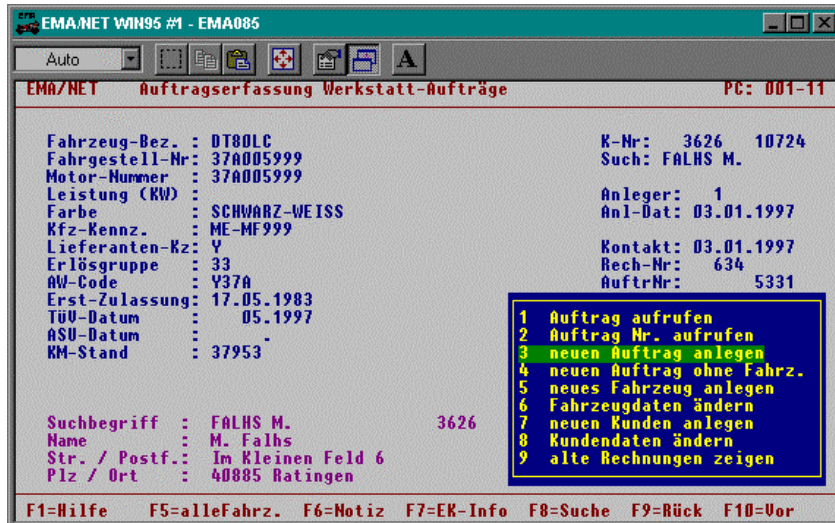 EMA/NET WIN95 #1 - EMA085
Auto
A
EMA/NET Auftragserfassung Werkstatt-Aufträge PC: 001-11
Fahrzeug-Bez. : DT80LC K-Nr: 3626 10724
Fahrgestell-Nr: 37A005999 Such: FALHS M.
Motor-Nummer : 37A005999
Leistung (KW) : Anleger: 1
Farbe : SCHWARZ-WEISS Anl-Dat: 03.01.1997
Kfz-Kennz. : ME-MF999
Lieferanten-Kz: Y Kontakt: 03.01.1997
Erlösgruppe : 33 Rech-Nr: 634
AW-Code : Y37A AuftrNr: 5331
Erst-Zulassung: 17.05.1983
TüV-Datum : 05.1997
ASU-Datum : .
KM-Stand : 37953
1 Auftrag aufrufen
2 Auftrag Nr. aufrufen
3 neuen Auftrag anlegen
4 neuen Auftrag ohne Fahrz.
5 neues Fahrzeug anlegen
6 Fahrzeugdaten ändern
7 neuen Kunden anlegen
8 Kundendaten ändern
9 alte Rechnungen zeigen
Suchbegriff : FALHS M. 3626
Name : M. Falhs
Str. / Postf.: Im Kleinen Feld 6
Plz / Ort : 40885 Ratingen
F1=Hilfe F5=alleFahrz. F6=Notiz F7=EK-Info F8=Suche F9=Rück F10=Vor